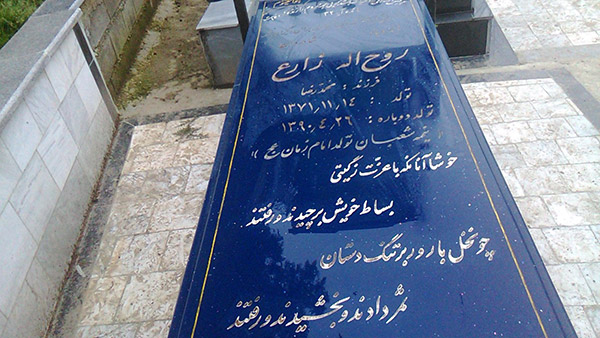 روح اله زارع
فرزند : محمدرضا
تولد : ۱۳۷۱,۱۱,۱۴
تولد دوباره : ۱۳۹۰,۴,۲۶
نیمه شعبان تولد امام زمان عج »
خوشا آنانکه با عزت ز گیتی
بساط خویش برچیدند و رفتند
چو نخل بارور بر تنگ دستان
ثمر دادند و بخشیدند و رفتند